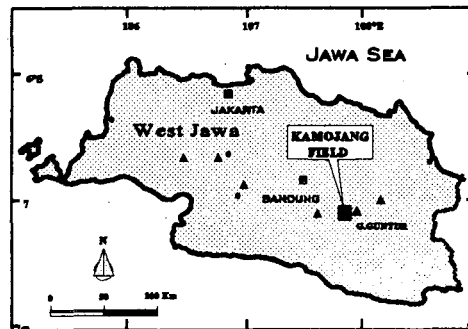 106 107 108°E
JAWA SEA
6°S
JAKARTA
West Jawa
KAMOJANG
FIELD
BANDUNG
7
G.GUNTUR
N
0 50 100 Km